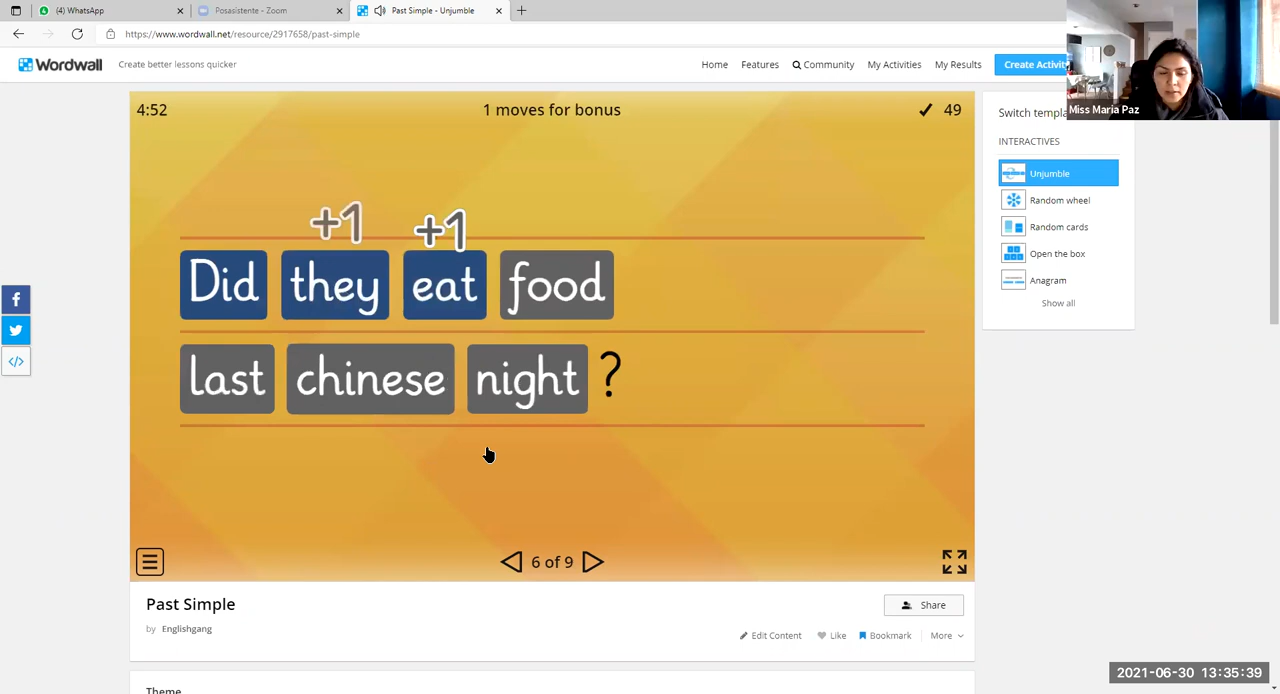 (4) WhatsApp
Posasistente - Zoom
Past Simple - Unjumble
https://www.wordwall.net/resource/2917658/past-simple
Wordwall
Create better lessons quicker
Home
Features
Community
My Activities
My Results
Create Activit
Miss Maria Paz
4:52
1 moves for bonus
49
Switch templa
INTERACTIVES
Unjumble
Random wheel
Random cards
Open the box
Anagram
Show all
+1 +1
Did they eat food
last chinese night ?
6 of 9
Past Simple
Share
by Englishgang
Edit Content
Like
Bookmark
More
2021-06-30 13:35:39
Theme